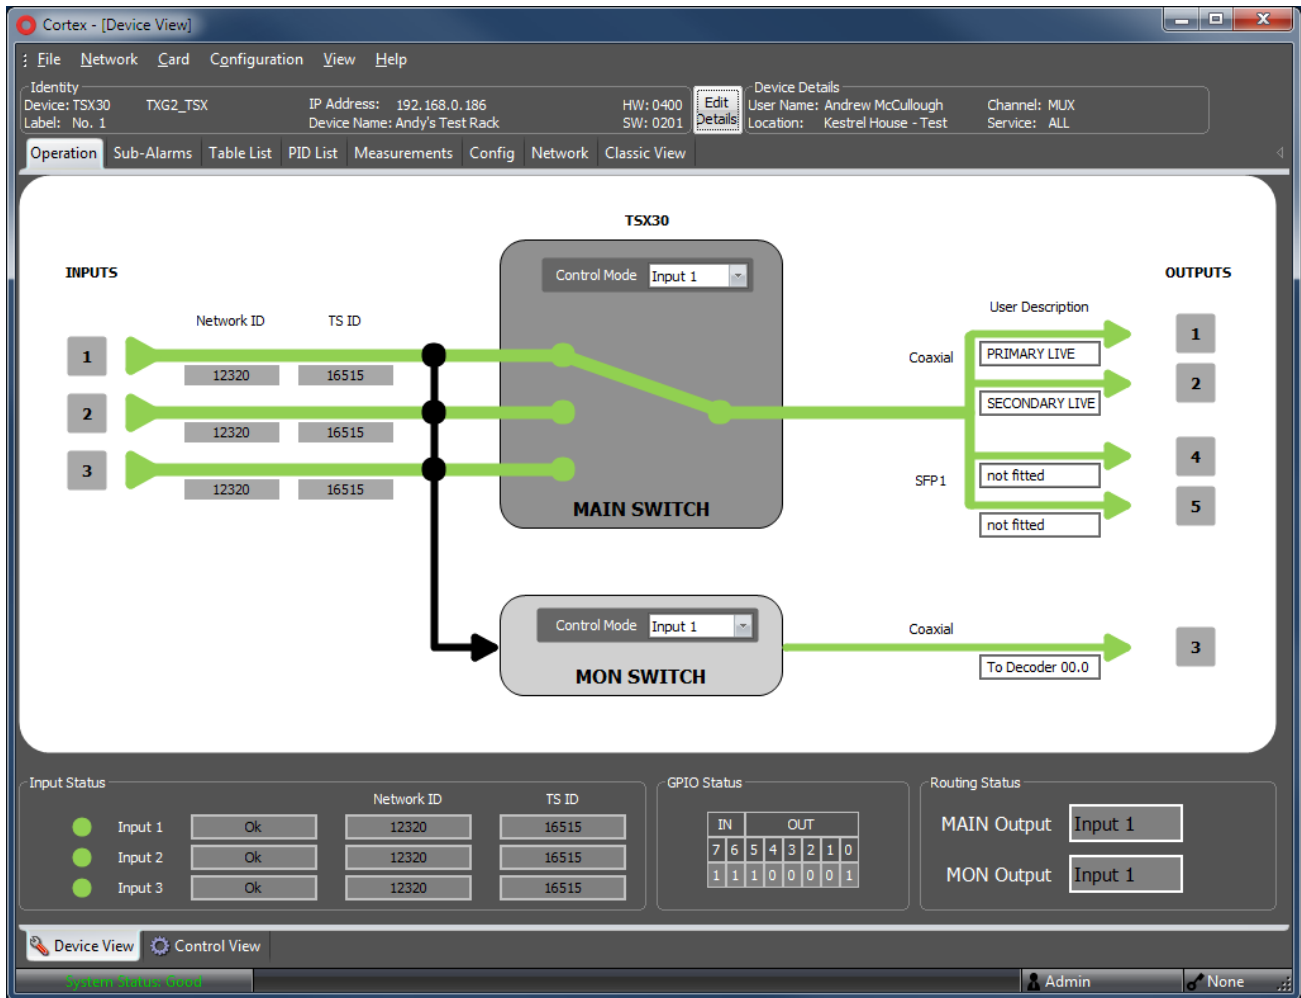 Cortex - [Device View]
File Network Card Configuration View Help
Identity
Device: TSX30 TXG2_TSX IP Address: 192.168.0.186 HW: 0400
Label: No. 1 Device Name: Andy's Test Rack SW: 0201
Edit
Details
Device Details
User Name: Andrew McCullough Channel: MUX
Location: Kestrel House - Test Service: ALL
Operation Sub-Alarms Table List PID List Measurements Config Network Classic View
TSX30
INPUTS
Control Mode Input 1
OUTPUTS
Network ID TS ID
User Description
1
12320 16515
2
12320 16515
3
12320 16515
MAIN SWITCH
Coaxial
PRIMARY LIVE
1
SECONDARY LIVE
2
SFP1
not fitted
4
not fitted
5
Control Mode Input 1
MON SWITCH
Coaxial
To Decoder 00.0
3
Input Status
Network ID TS ID
Input 1 Ok 12320 16515
Input 2 Ok 12320 16515
Input 3 Ok 12320 16515
GPIO Status
IN OUT
7 6 5 4 3 2 1 0
1 1 1 0 0 0 0 1
Routing Status
MAIN Output Input 1
MON Output Input 1
Device View Control View
System Status: Good
Admin None